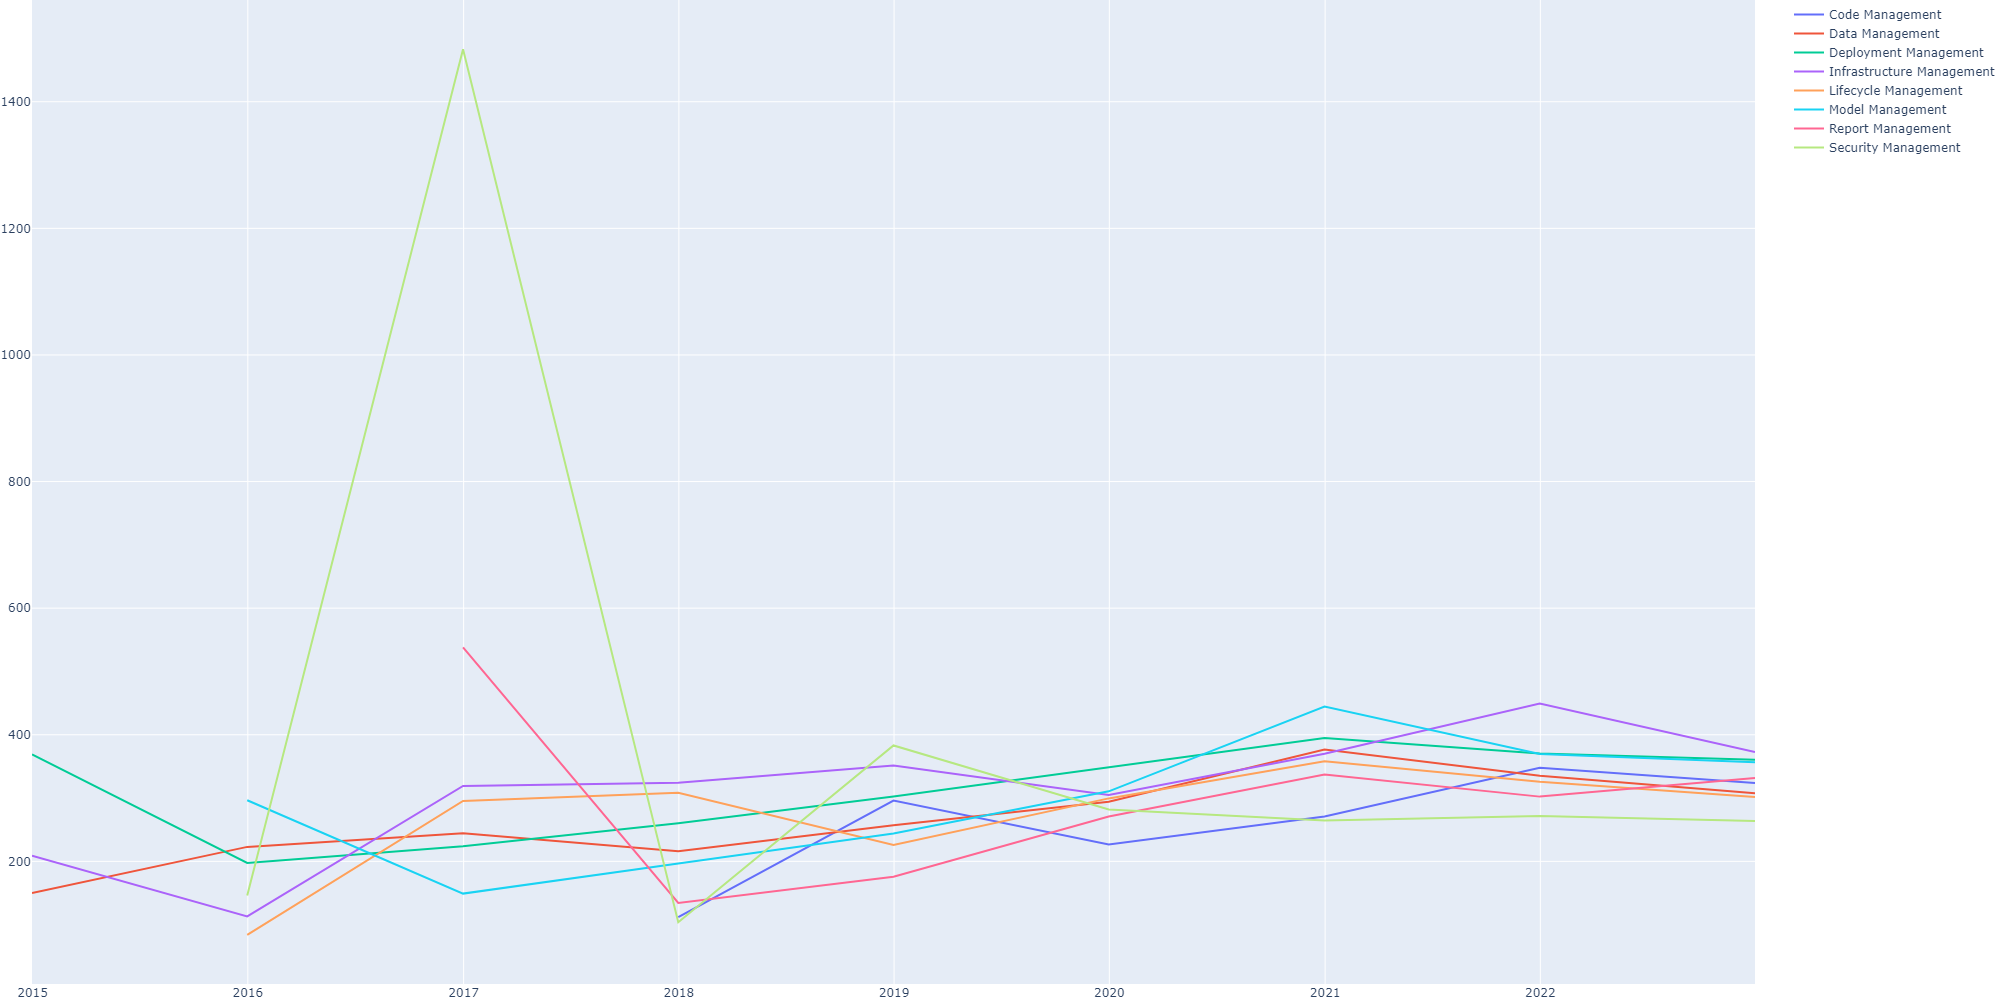 Code Management
Data Management
Deployment Management
Infrastructure Management
Lifecycle Management
Model Management
Report Management
Security Management
1400
1200
1000
800
600
400
200
2015 2016 2017 2018 2019 2020 2021 2022